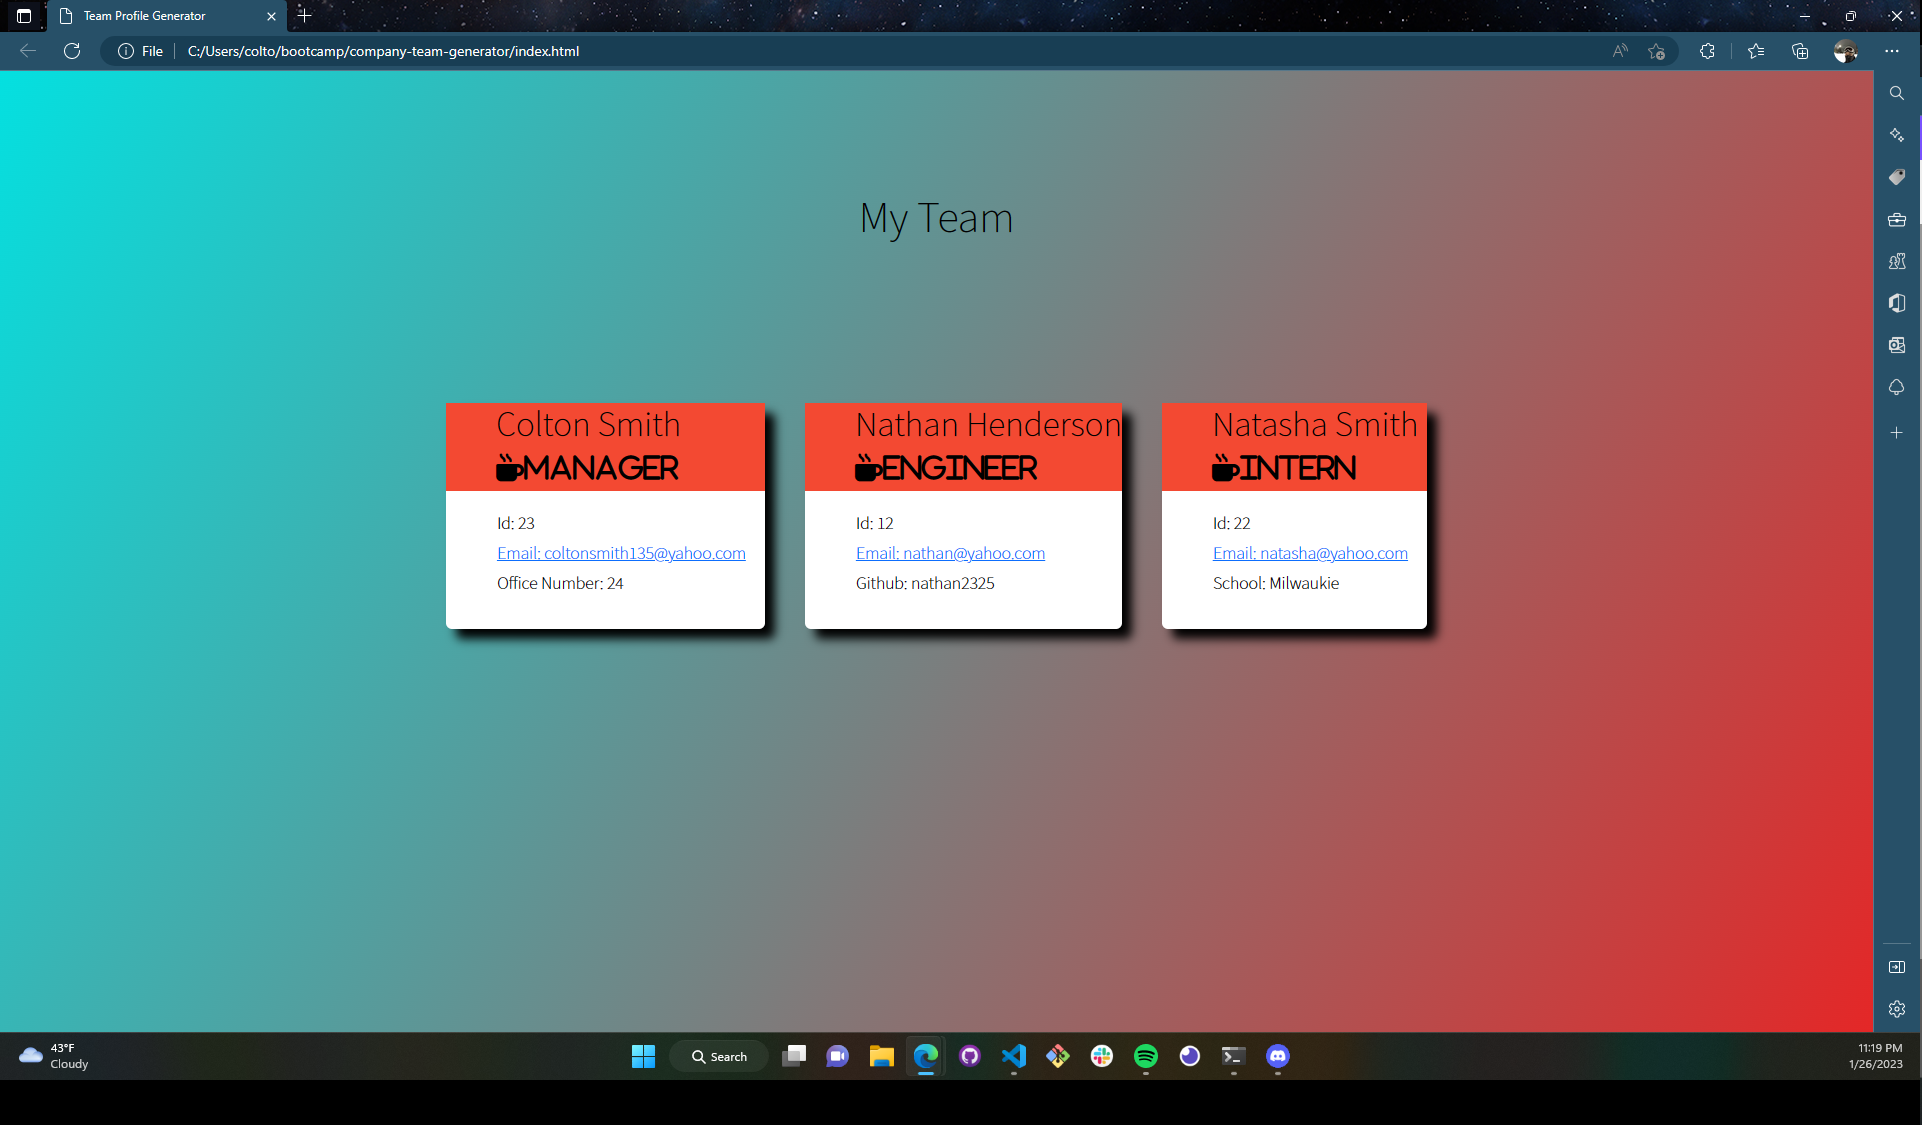 Team Profile Generator
File
C:/Users/colto/bootcamp/company-team-generator/index.html
My Team
Colton Smith
MANAGER
Id: 23
Email: coltonsmith135@yahoo.com
Office Number: 24
Nathan Henderson
ENGINEER
Id: 12
Email: nathan@yahoo.com
Github: nathan2325
Natasha Smith
INTERN
Id: 22
Email: natasha@yahoo.com
School: Milwaukie
43°F
Cloudy
Search
11:19 PM
1/26/2023